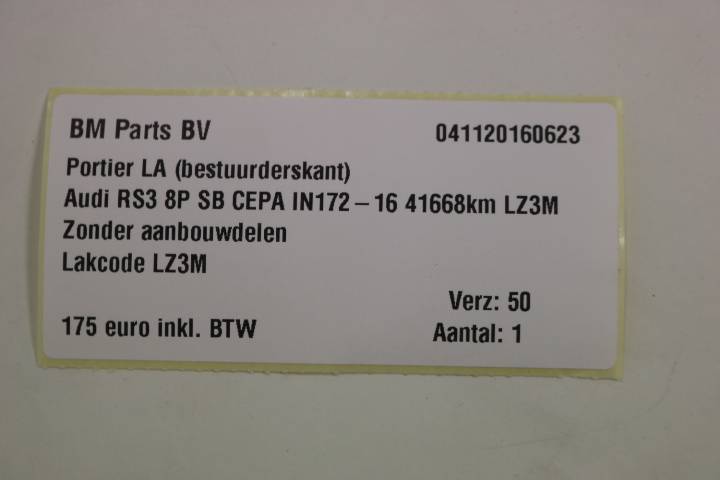 BM Parts BV 041120160623
Portier LA (bestuurderskant)
Audi RS3 8P SB CEPA IN172-16 41668km LZ3M
Zonder aanbouwdelen
Lakcode LZ3M
Verz: 50
175 euro inkl. BTW Aantal: 1